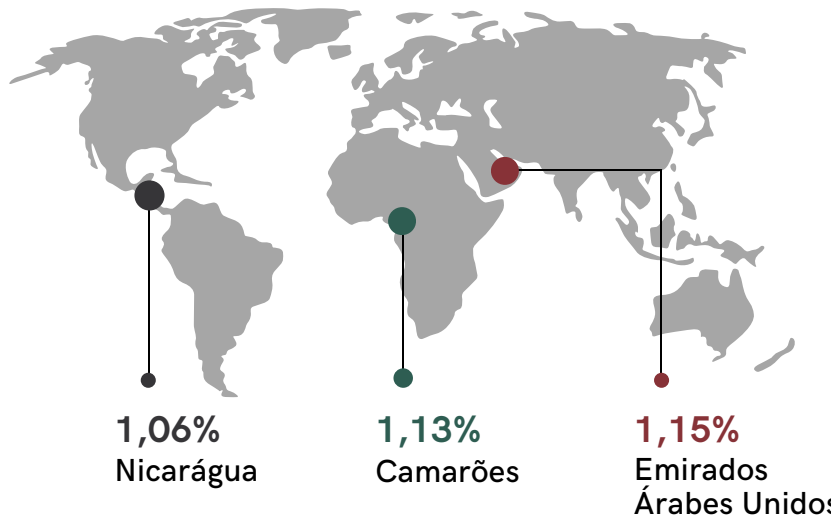 1,06%
Nicarágua
1,13%
Camarões
1,15%
Emirados
Árabes Unidos